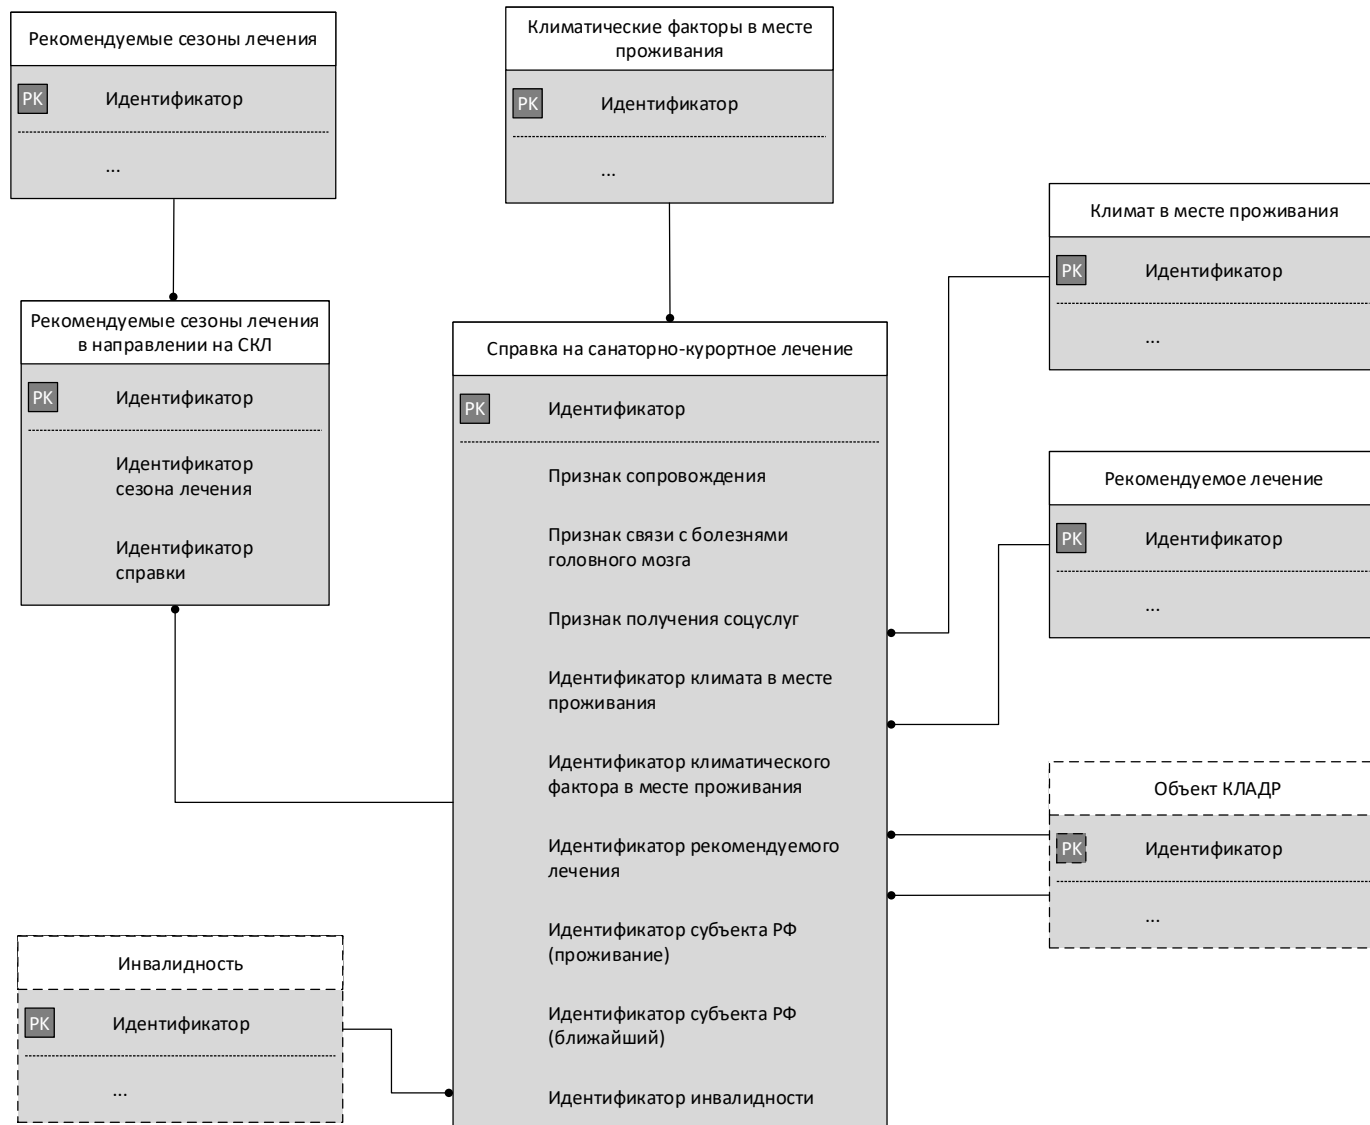 Рекомендуемые сезоны лечения
PK
Идентификатор
...
Климатические факторы в месте
проживания
PK
Идентификатор
...
Климат в месте проживания
PK
Идентификатор
...
Рекомендуемые сезоны лечения
в направлении на СКЛ
PK
Идентификатор
Идентификатор
сезона лечения
Идентификатор
справки
Справка на санаторно-курортное лечение
PK
Идентификатор
Признак сопровождения
Признак связи с болезнями
головного мозга
Признак получения соцуслуг
Идентификатор климата в месте
проживания
Идентификатор климатического
фактора в месте проживания
Идентификатор рекомендуемого
лечения
Идентификатор субъекта РФ
(проживание)
Идентификатор субъекта РФ
(ближайший)
Идентификатор инвалидности
Рекомендуемое лечение
PK
Идентификатор
...
Объект КЛАДР
PK
Идентификатор
...
Инвалидность
PK
Идентификатор
...